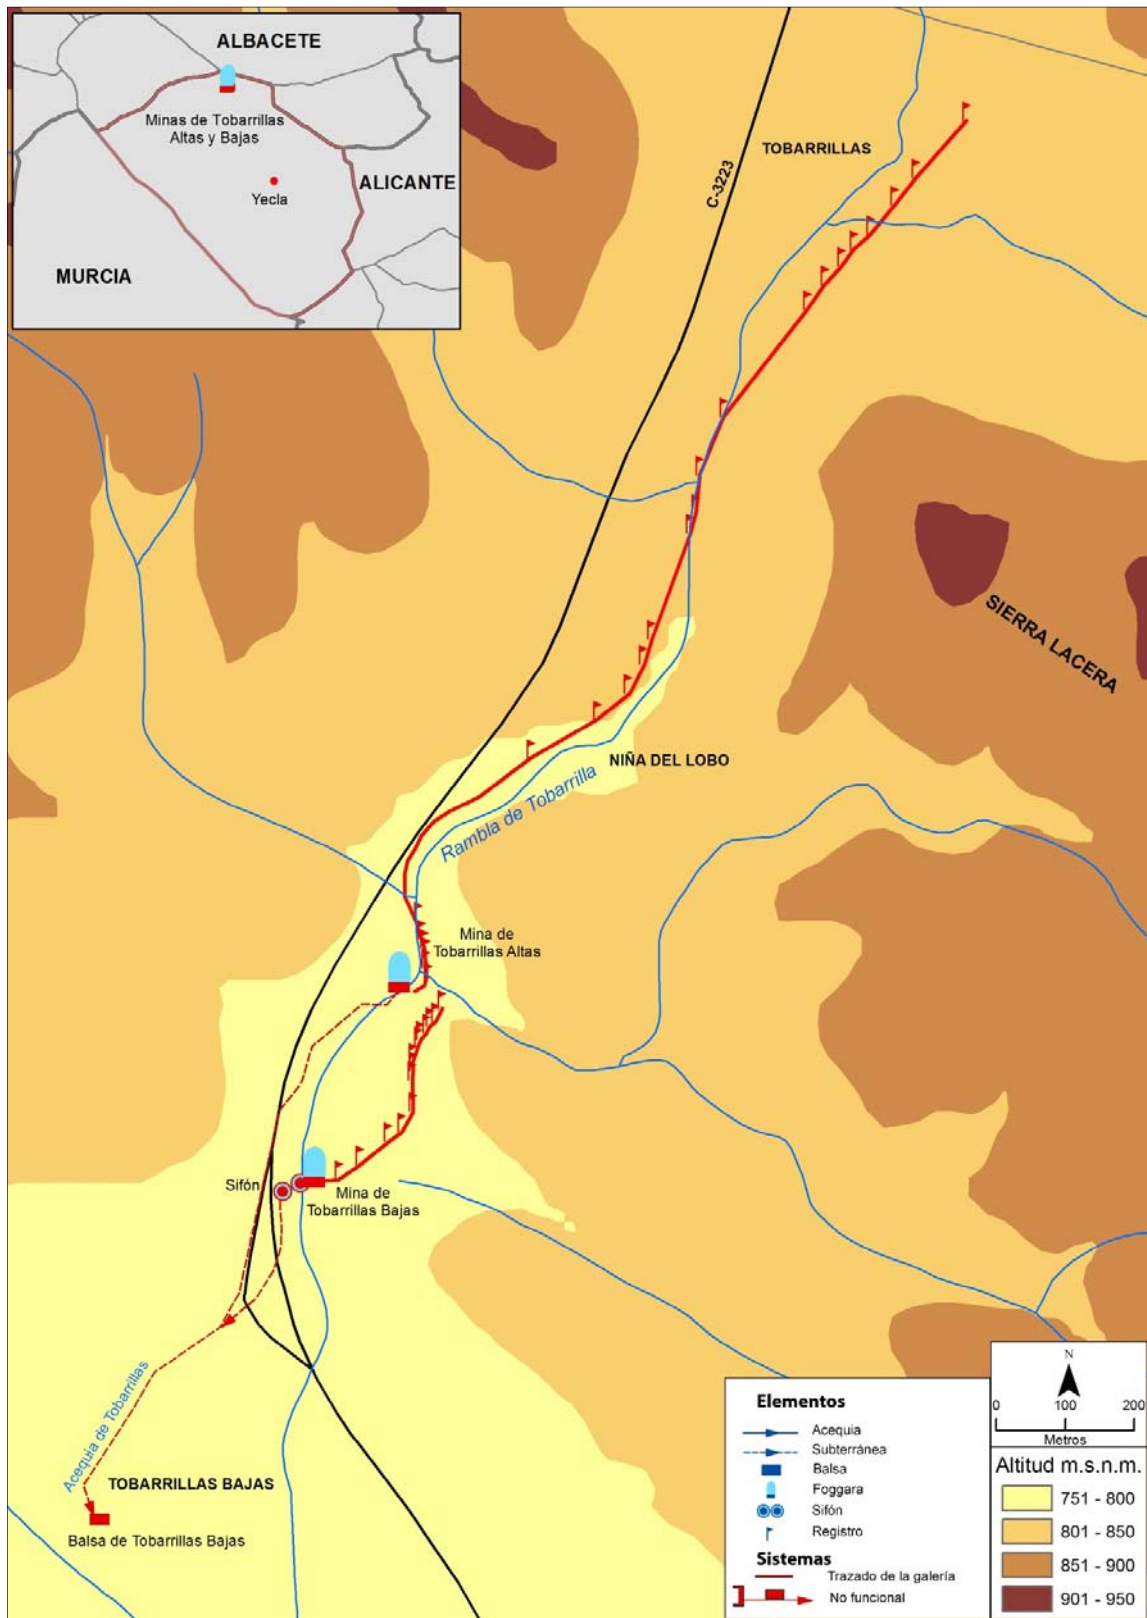 ALBACETE
Minas de Tobarrillas
Altas y Bajas
ALICANTE
Yecla
MURCIA
TOBARRILLAS
C-3223
SIERRA LACERA
NIÑA DEL LOBO
Rambla de Tobarrilla
Mina de
Tobarrillas Altas
Sifón
Mina de
Tobarrillas Bajas
Acequia de Tobarrillas
TOBARRILLAS BAJAS
Balsa de Tobarrillas Bajas
Elementos
Acequia
Subterránea
Balsa
Foggara
Sifón
Registro
Sistemas
Trazado de la galería
No funcional
N
0 100 200
Metros
Altitud m.s.n.m.
751 - 800
801 - 850
851 - 900
901 - 950